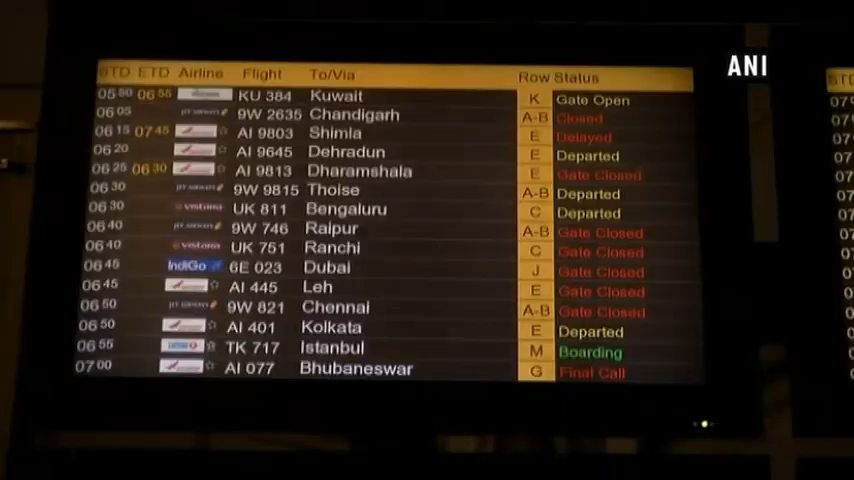 ANI
STD ETD Airline Flight To/Via Row Status
05 50 06 55 KU 384 Kuwait K Gate Open
06 05 9W 2635 Chandigarh A-B Closed
06 15 07 45 AI 9803 Shimla E Delayed
06 20 AI 9645 Dehradun E Departed
06 25 06 30 AI 9813 Dharamshala E Gate Closed
06 30 9W 9815 Thoise A-B Departed
06 30 vistara UK 811 Bengaluru C Departed
06 40 9W 746 Raipur A-B Gate Closed
06 40 vistara UK 751 Ranchi C Gate Closed
06 45 IndiGo 6E 023 Dubai J Gate Closed
06 45 AI 445 Leh E Gate Closed
06 50 9W 821 Chennai A-B Gate Closed
06 50 AI 401 Kolkata E Departed
06 55 TK 717 Istanbul M Boarding
07 00 AI 077 Bhubaneswar G Final Call
STD